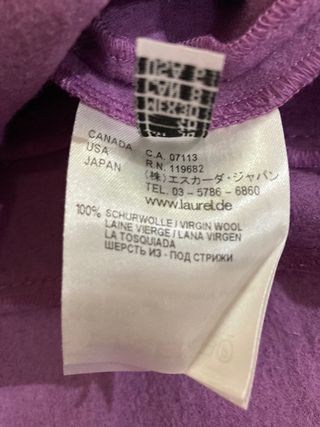 CANADA C.A. 07113
USA R.N. 119682
JAPAN (株)エスカーダ・ジャパン
TEL. 03 - 5786 - 6860
www.laurel.de
100% SCHURWOLLE / VIRGIN WOOL
LAINE VIERGE / LANA VIRGEN
LA TOSQUIADA
ШЕРСТЬ ИЗ - ПОД СТРИЖИ